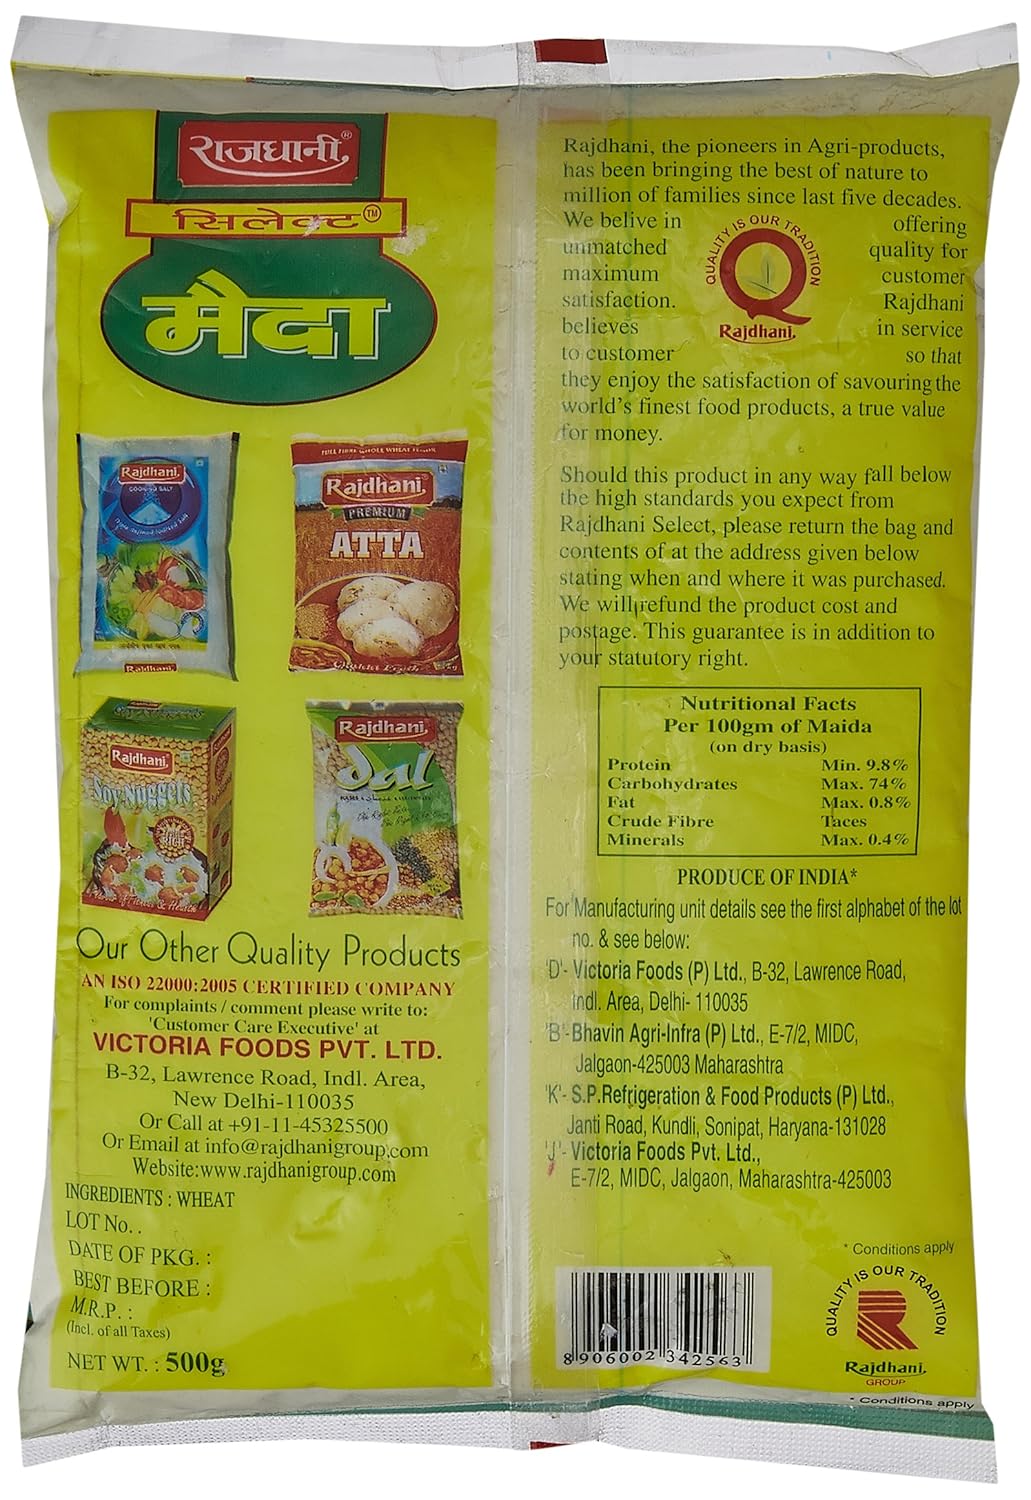 राजधानी®
सिलेक्ट™
मैदा
Rajdhani
Rajdhani
FULL FIBRE WHOLE WHEAT FLOUR
Rajdhani
PREMIUM
ATTA
Rajdhani
Soy Nuggets
Rajdhani
dal
Our Other Quality Products
AN ISO 22000:2005 CERTIFIED COMPANY
For complaints / comment please write to:
'Customer Care Executive' at
VICTORIA FOODS PVT. LTD.
B-32, Lawrence Road, Indl. Area,
New Delhi-110035
Or Call at +91-11-45325500
Or Email at info@rajdhanigroup.com
Website:www.rajdhanigroup.com
INGREDIENTS : WHEAT
LOT No. .
DATE OF PKG. :
BEST BEFORE :
M.R.P. :
(Incl. of all Taxes)
NET WT. : 500g
Rajdhani, the pioneers in Agri-products,
has been bringing the best of nature to
million of families since last five decades.
We belive in offering
unmatched quality for
maximum customer
satisfaction. Rajdhani
believes in service
to customer so that
QUALITY IS OUR TRADITION
Rajdhani
they enjoy the satisfaction of savouring the
world's finest food products, a true value
for money.
Should this product in any way fall below
the high standards you expect from
Rajdhani Select, please return the bag and
contents of at the address given below
stating when and where it was purchased.
We will refund the product cost and
postage. This guarantee is in addition to
your statutory right.
Nutritional Facts
Per 100gm of Maida
(on dry basis)
Protein Min. 9.8%
Carbohydrates Max. 74%
Fat Max. 0.8%
Crude Fibre Taces
Minerals Max. 0.4%
PRODUCE OF INDIA*
For Manufacturing unit details see the first alphabet of the lot
no. & see below:
'D'- Victoria Foods (P) Ltd., B-32, Lawrence Road,
Indl. Area, Delhi- 110035
'B'- Bhavin Agri-Infra (P) Ltd., E-7/2, MIDC,
Jalgaon-425003 Maharashtra
'K'- S.P.Refrigeration & Food Products (P) Ltd.,
Janti Road, Kundli, Sonipat, Haryana-131028
'J'- Victoria Foods Pvt. Ltd.,
E-7/2, MIDC, Jalgaon, Maharashtra-425003
* Conditions apply
8 906002 342563
QUALITY IS OUR TRADITION
Rajdhani
GROUP
* Conditions apply